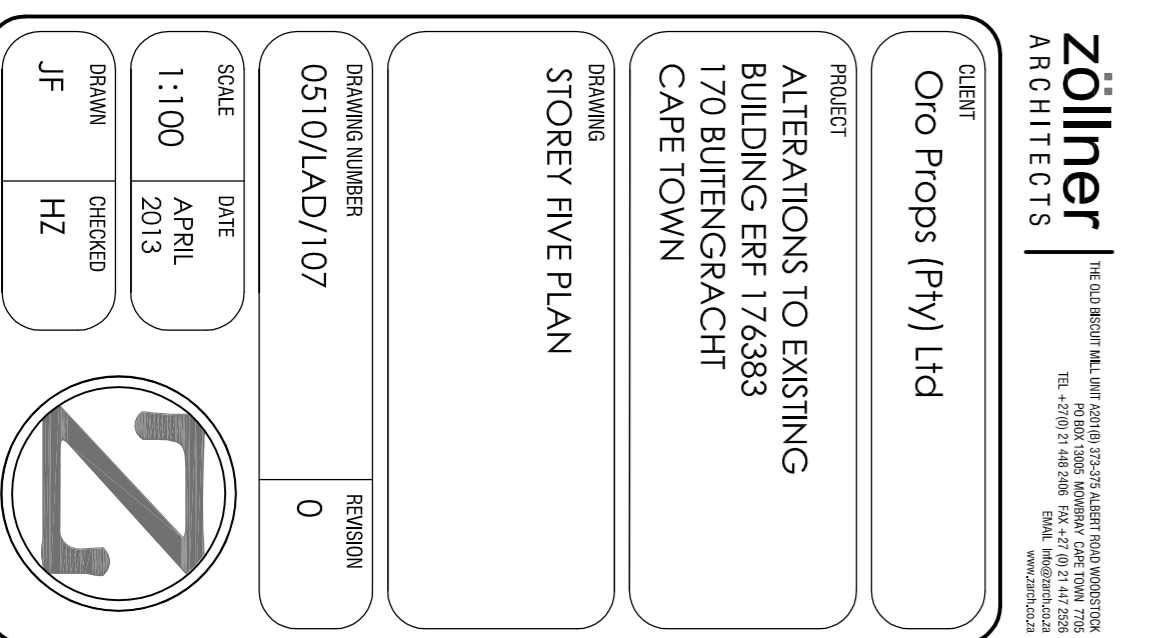 zöllner
ARCHITECTS
THE OLD BISCUIT MILL UNIT A201(B) 373-375 ALBERT ROAD WOODSTOCK
PO BOX 13005 MOWBRAY CAPE TOWN 7705
TEL +27(0) 21 448 2406 FAX +27 (0) 21 447 2526
EMAIL info@zarch.co.za
www.zarch.co.za
CLIENT
Oro Props (Pty) Ltd
PROJECT
ALTERATIONS TO EXISTING
BUILDING ERF 176383
170 BUITENGRACHT
CAPE TOWN
DRAWING
STOREY FIVE PLAN
DRAWING NUMBER
0510/LAD/107
REVISION
0
SCALE
1:100
DATE
APRIL
2013
DRAWN
JF
CHECKED
HZ
Z